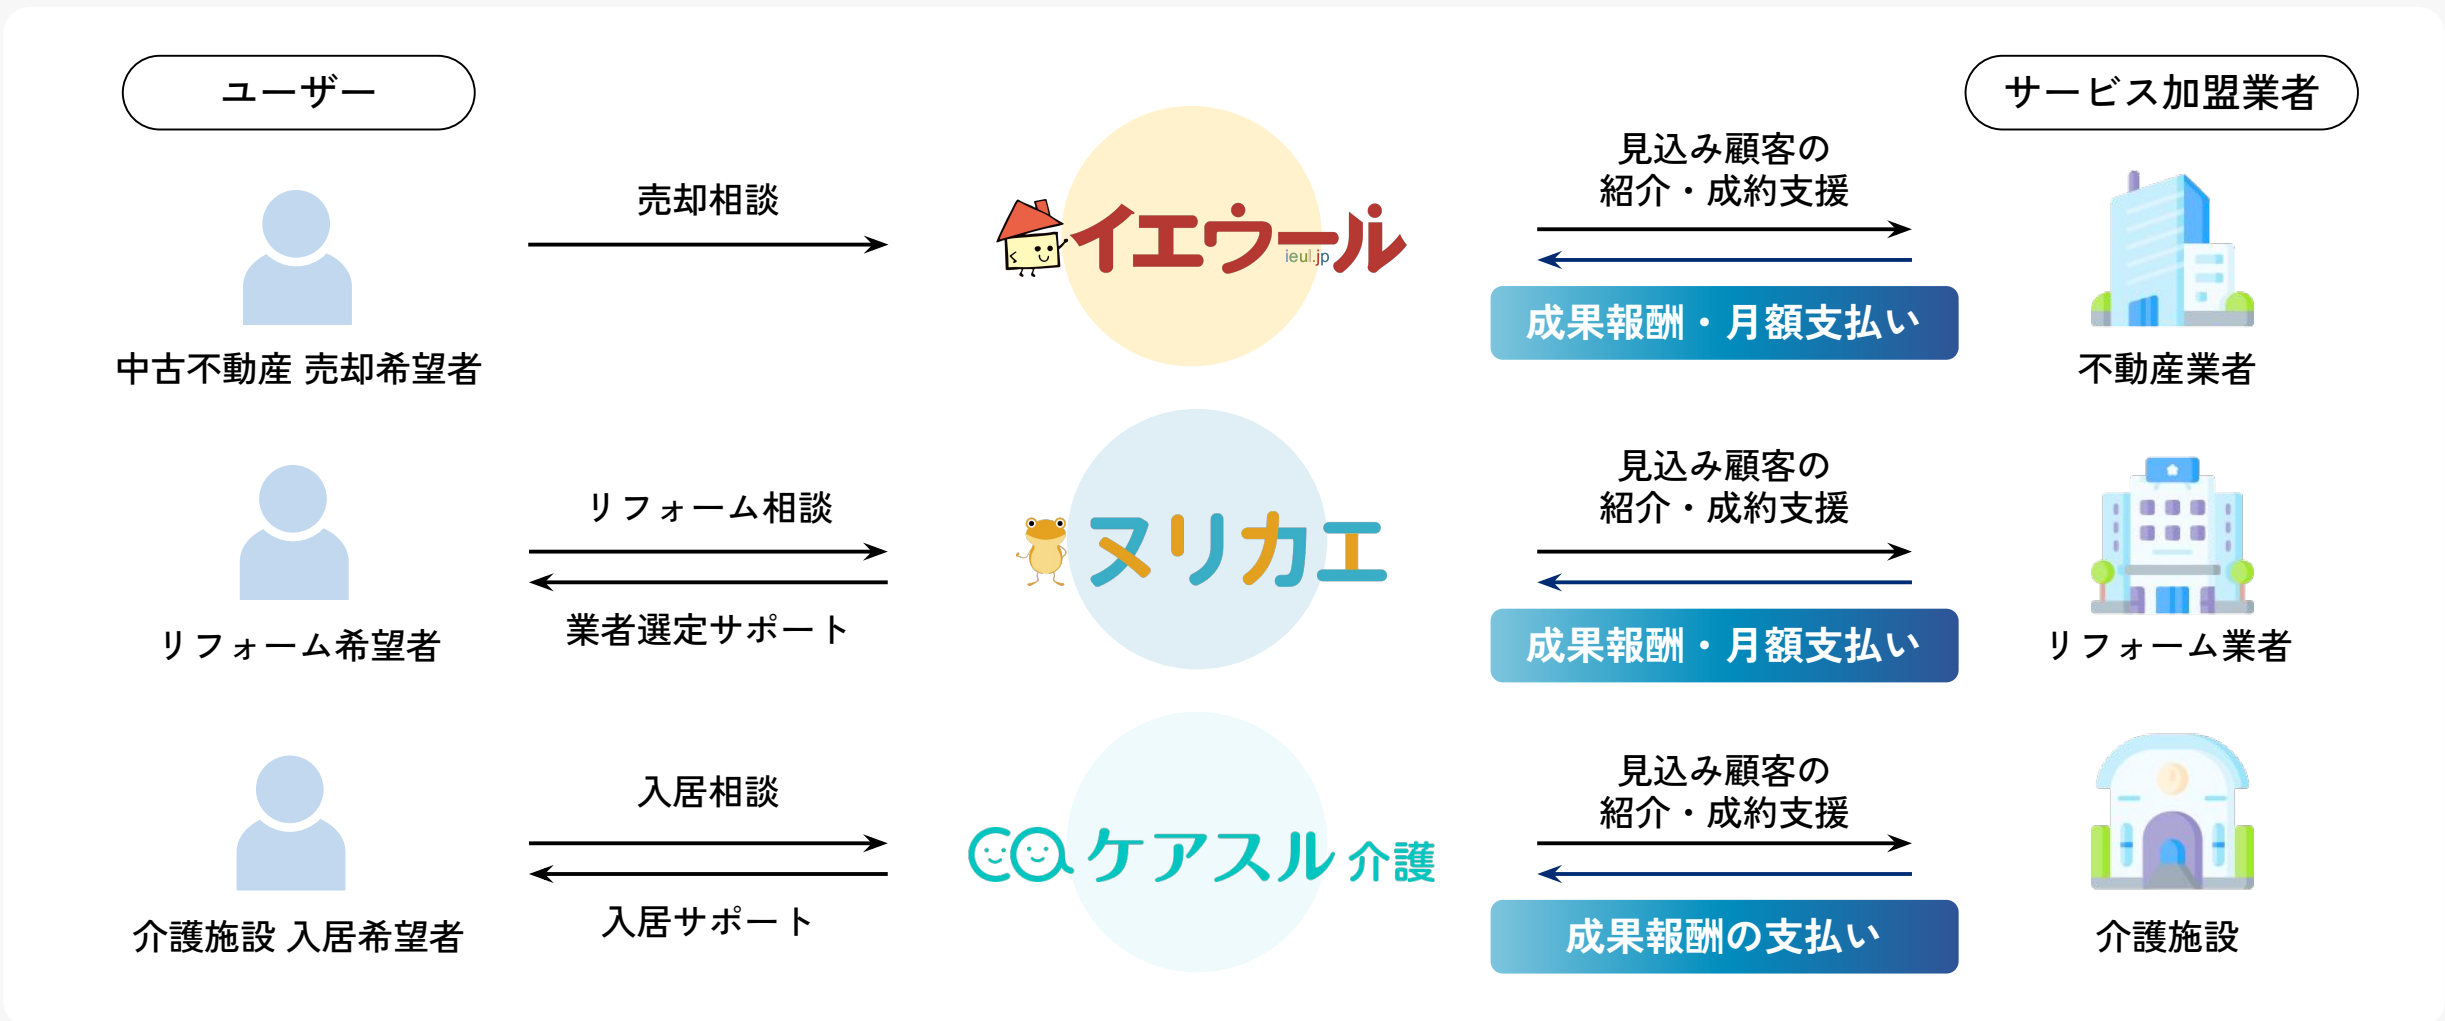 ユーザー
サービス加盟業者
売却相談
イエウール
ieul.jp
見込み顧客の
紹介・成約支援
成果報酬・月額支払い
中古不動産 売却希望者
不動産業者
リフォーム相談
業者選定サポート
ヌリカエ
見込み顧客の
紹介・成約支援
成果報酬・月額支払い
リフォーム希望者
リフォーム業者
入居相談
入居サポート
ケアスル 介護
見込み顧客の
紹介・成約支援
成果報酬の支払い
介護施設 入居希望者
介護施設